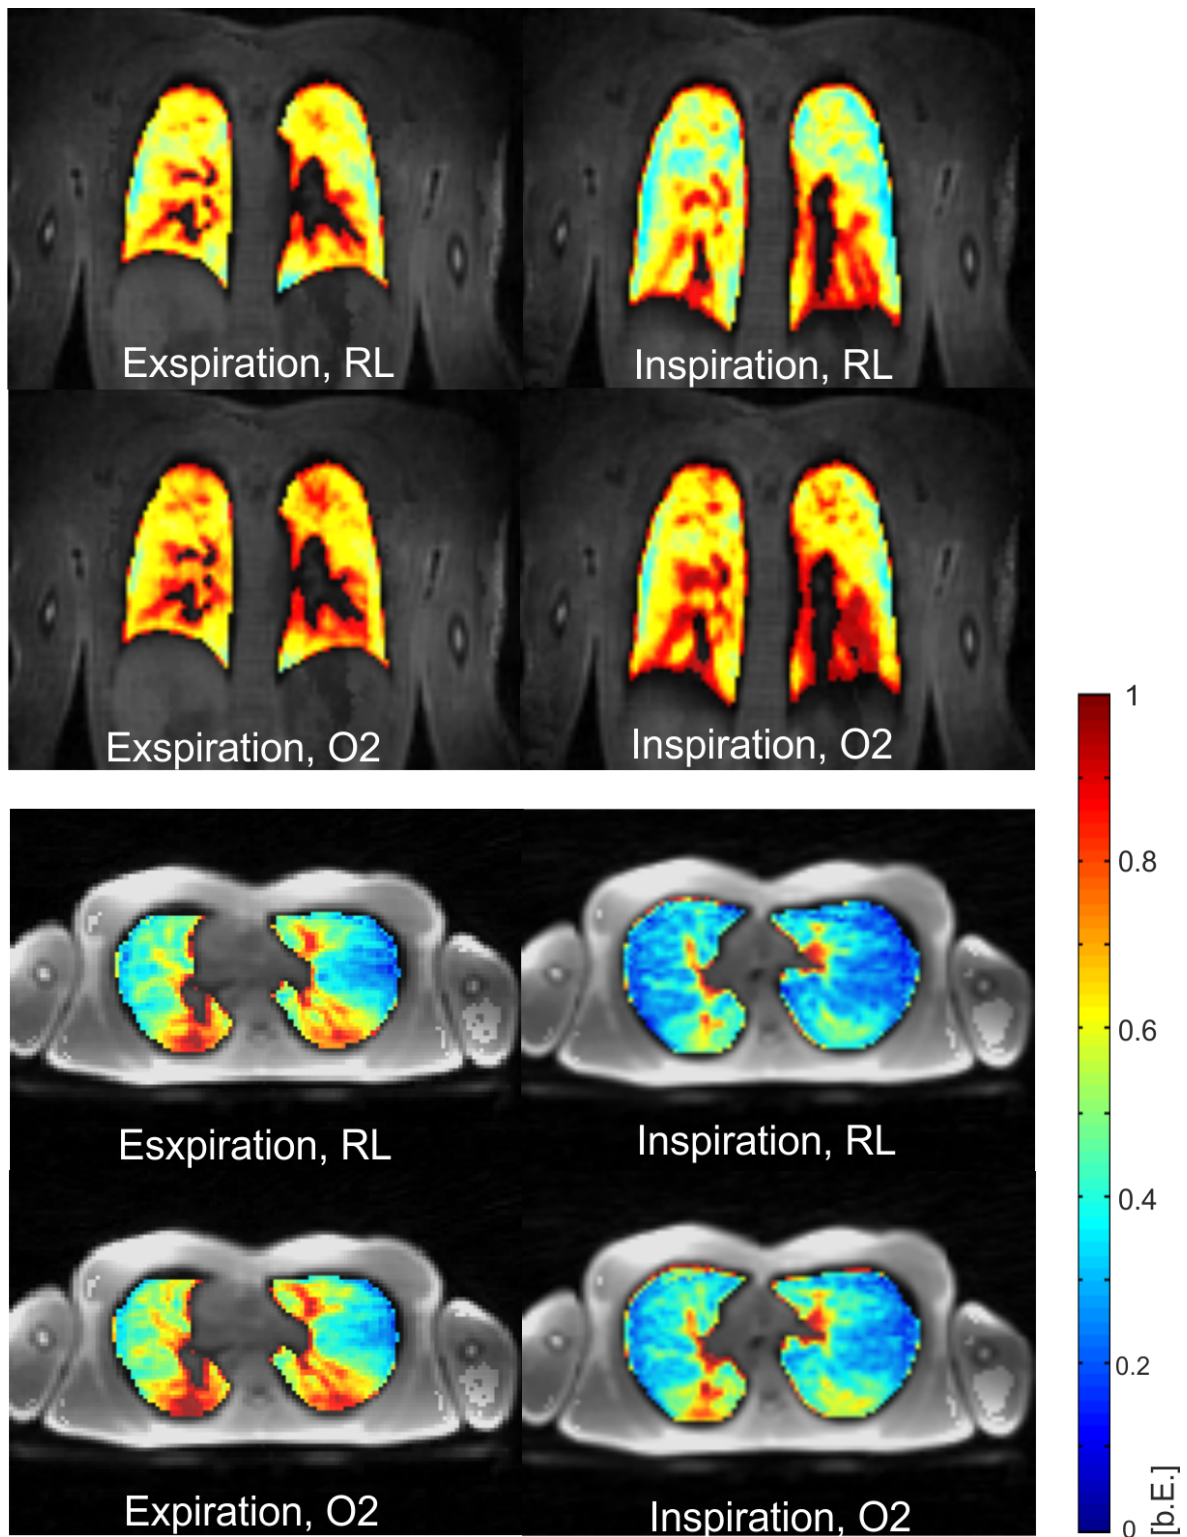 Exspiration, RL
Inspiration, RL
Exspiration, O2
Inspiration, O2
1
0.8
0.6
0.4
0.2
0
[b.E.]
Esxpiration, RL
Inspiration, RL
Expiration, O2
Inspiration, O2